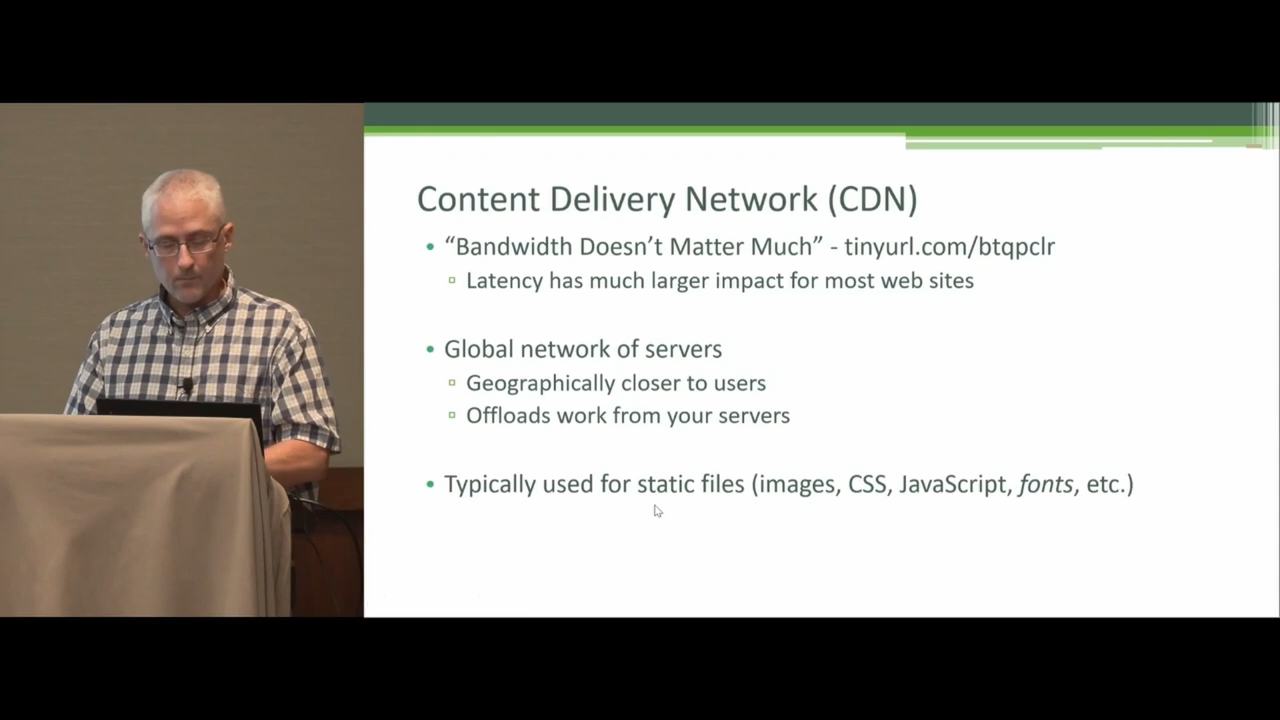 Content Delivery Network (CDN)
“Bandwidth Doesn’t Matter Much” - tinyurl.com/btqpclr
Latency has much larger impact for most web sites
Global network of servers
Geographically closer to users
Offloads work from your servers
Typically used for static files (images, CSS, JavaScript, fonts, etc.)